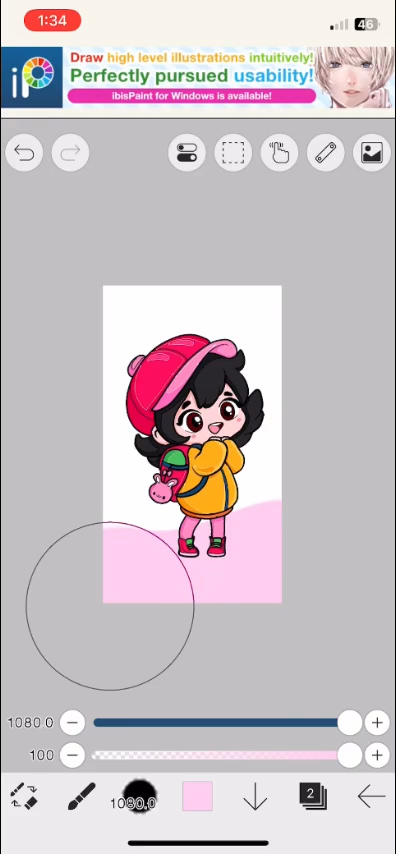 1:34
46
iP
Draw high level illustrations intuitively!
Perfectly pursued usability!
ibisPaint for Windows is available!
1080.0
100
1080.0
2